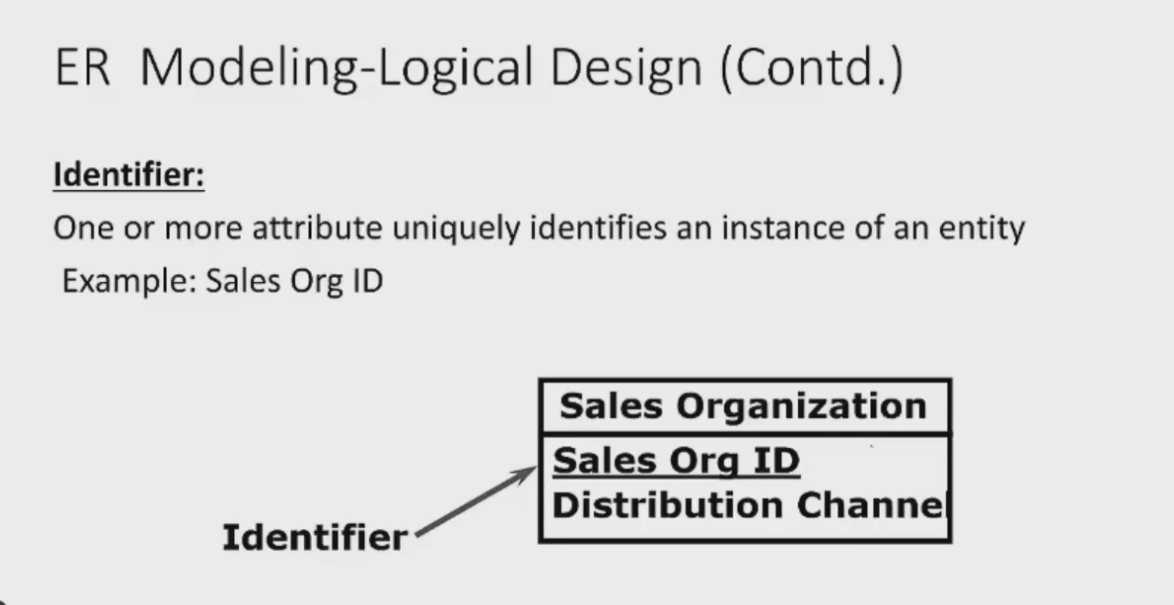 ER Modeling-Logical Design (Contd.)
Identifier:
One or more attribute uniquely identifies an instance of an entity
Example: Sales Org ID
Sales Organization
Sales Org ID
Distribution Channel
Identifier